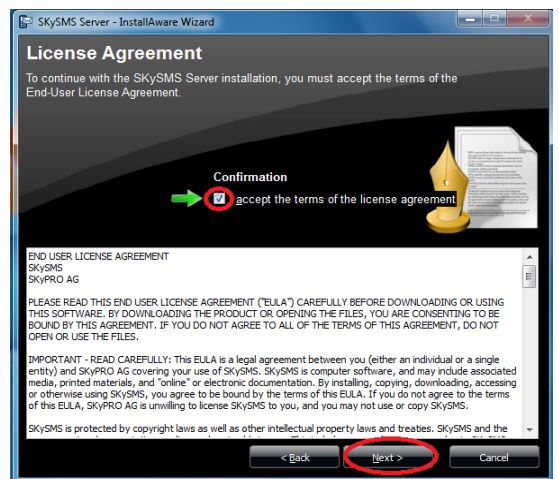 SKySMS Server - InstallAware Wizard
License Agreement
To continue with the SKySMS Server installation, you must accept the terms of the
End-User License Agreement.
Confirmation
accept the terms of the license agreement
END USER LICENSE AGREEMENT
SKySMS
SKyPRO AG
PLEASE READ THIS END USER LICENSE AGREEMENT ("EULA") CAREFULLY BEFORE DOWNLOADING OR USING
THIS SOFTWARE. BY DOWNLOADING THE PRODUCT OR OPENING THE FILES, YOU ARE CONSENTING TO BE
BOUND BY THIS AGREEMENT. IF YOU DO NOT AGREE TO ALL OF THE TERMS OF THIS AGREEMENT, DO NOT
OPEN OR USE THE FILES.
IMPORTANT - READ CAREFULLY: This EULA is a legal agreement between you (either an individual or a single
entity) and SKyPRO AG covering your use of SKySMS. SKySMS is computer software, and may include associated
media, printed materials, and "online" or electronic documentation. By installing, copying, downloading, accessing
or otherwise using SKySMS, you agree to be bound by the terms of this EULA. If you do not agree to the terms
of this EULA, SKyPRO AG is unwilling to license SKySMS to you, and you may not use or copy SKySMS.
SKySMS is protected by copyright laws as well as other intellectual property laws and treaties. SKySMS and the
< Back
Next >
Cancel